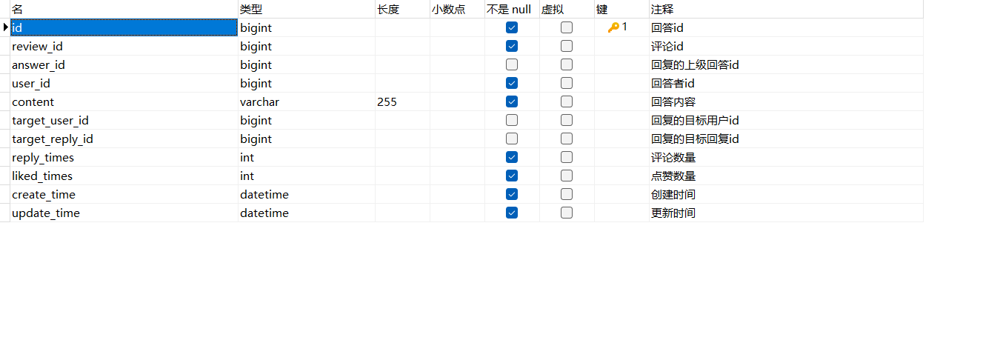 名 类型 长度 小数点 不是 null 虚拟 键 注释
id bigint 1 回答id
review_id bigint 评论id
answer_id bigint 回复的上级回答id
user_id bigint 回答者id
content varchar 255 回答内容
target_user_id bigint 回复的目标用户id
target_reply_id bigint 回复的目标回复id
reply_times int 评论数量
liked_times int 点赞数量
create_time datetime 创建时间
update_time datetime 更新时间